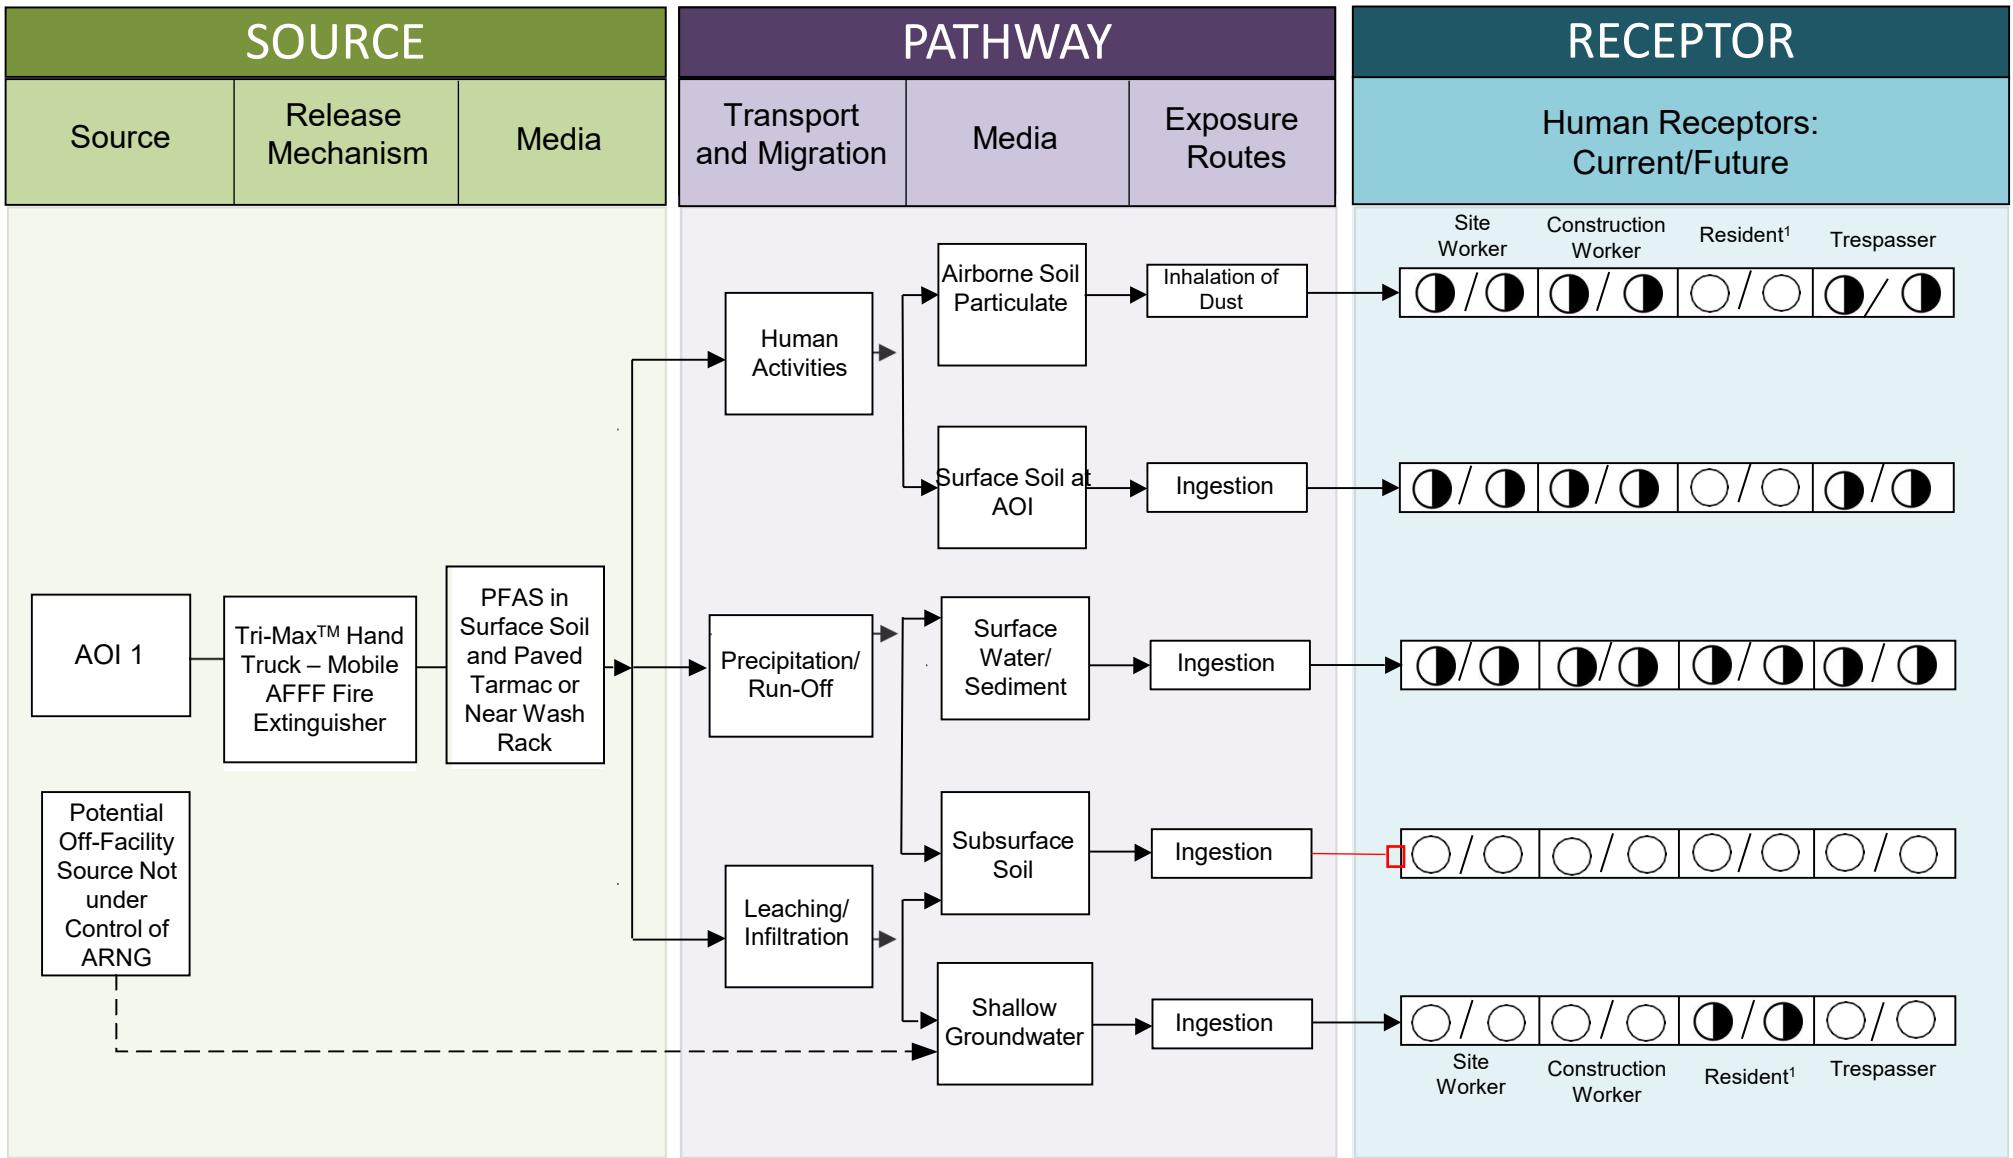 SOURCE
PATHWAY
RECEPTOR
Source
Release
Mechanism
Media
Transport
and Migration
Media
Exposure
Routes
Human Receptors:
Current/Future
Site
Worker
Construction
Worker
Resident¹
Trespasser
Human
Activities
Airborne Soil
Particulate
Inhalation of
Dust
Surface Soil at
AOI
Ingestion
AOI 1
Tri-Max™ Hand
Truck – Mobile
AFFF Fire
Extinguisher
PFAS in
Surface Soil
and Paved
Tarmac or
Near Wash
Rack
Precipitation/
Run-Off
Surface
Water/
Sediment
Ingestion
Potential
Off-Facility
Source Not
under
Control of
ARNG
Leaching/
Infiltration
Subsurface
Soil
Ingestion
Shallow
Groundwater
Ingestion
Site
Worker
Construction
Worker
Resident¹
Trespasser